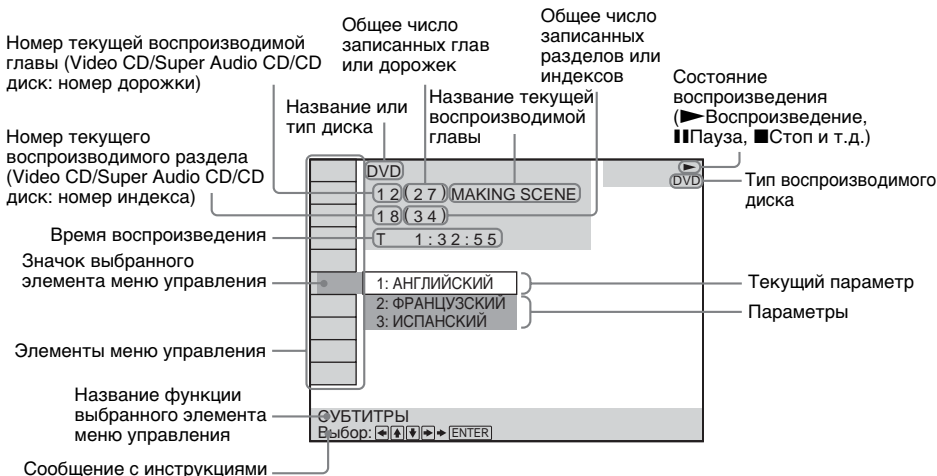 Номер текущей воспроизводимой
главы (Video CD/Super Audio CD/CD
диск: номер дорожки)
Общее число
записанных глав
или дорожек
Общее число
записанных
разделов или
индексов
Состояние
воспроизведения
(►Воспроизведение,
❚❚Пауза, ■Стоп и т.д.)
Название или
тип диска
Название текущей
воспроизводимой
главы
Номер текущего
воспроизводимого раздела
(Video CD/Super Audio CD/CD
диск: номер индекса)
Время воспроизведения
Значок выбранного
элемента меню управления
Элементы меню управления
Название функции
выбранного элемента
меню управления
Сообщение с инструкциями
DVD
1 2 ( 2 7 ) MAKING SCENE
1 8 ( 3 4 )
T 1 : 3 2 : 5 5
►
DVD
Тип воспроизводимого
диска
1: АНГЛИЙСКИЙ
2: ФРАНЦУЗСКИЙ
3: ИСПАНСКИЙ
Текущий параметр
Параметры
СУБТИТРЫ
Выбор: ←↑↓→ → ENTER